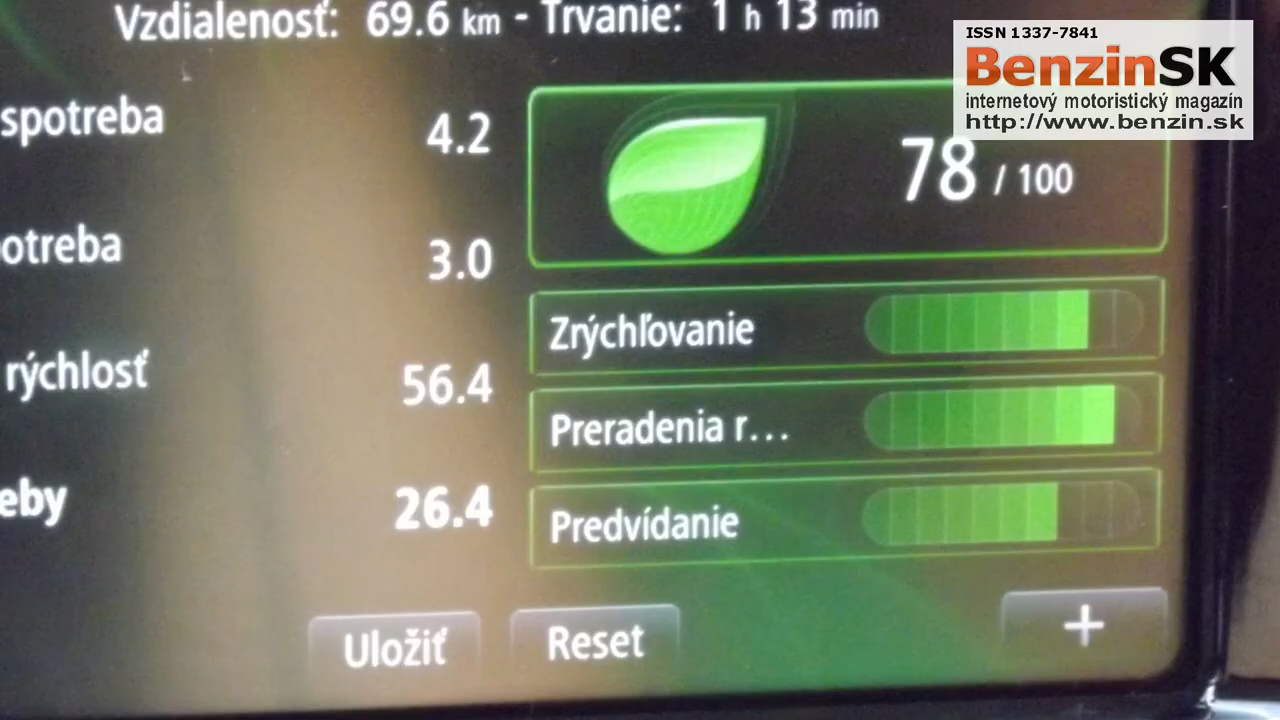 Vzdialenosť: 69.6 km - Trvanie: 1 h 13 min
ISSN 1337-7841
BenzinSK
internetový motoristický magazín
http://www.benzin.sk
spotreba 4.2
78 / 100
otreba 3.0
Zrýchľovanie
rýchlosť 56.4
Preradenia r...
eby 26.4
Predvídanie
Uložiť Reset +